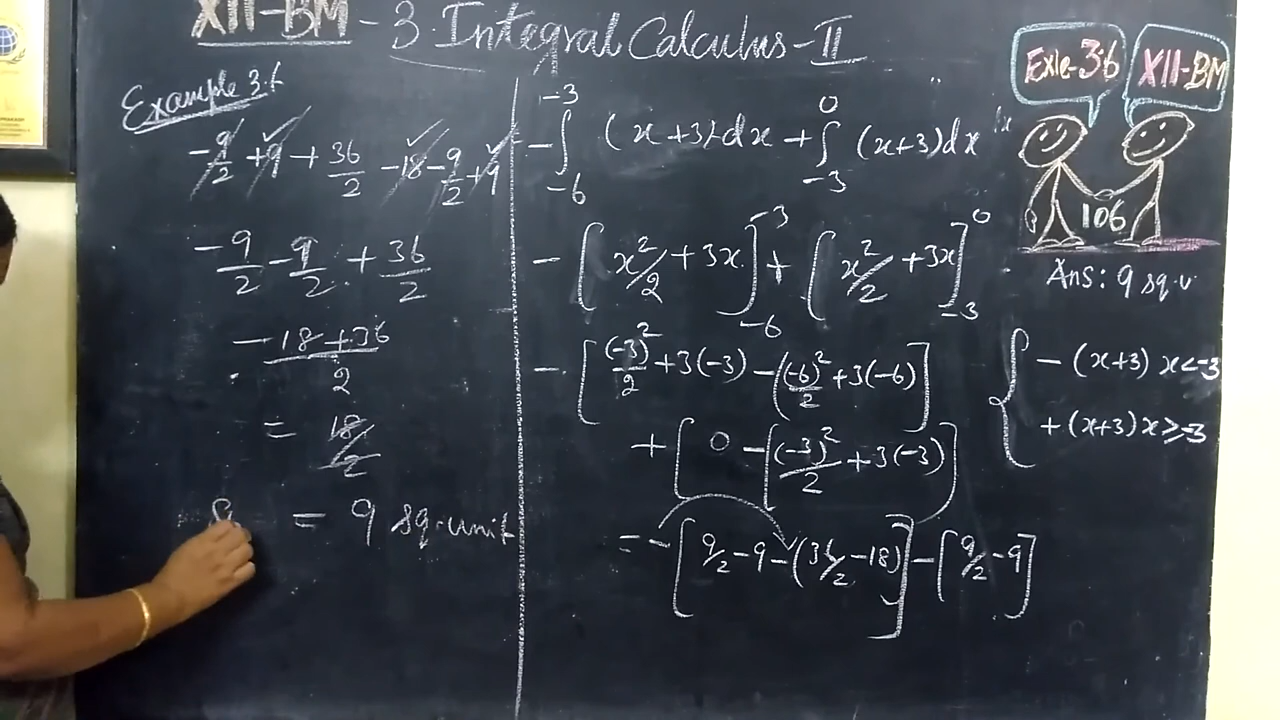 XII-BM - 3. Integral Calculus - II
Example 3.6
-9/2 + 9 + 36/2 - 18 - 9/2 + 9
-9/2 - 9/2 + 36/2
-18 + 36 / 2
= 18/2
= 9 sq. unit
-∫_{-6}^{-3} (x+3) dx + ∫_{-3}^{0} (x+3) dx
- [x²/2 + 3x]_{-6}^{-3} + [x²/2 + 3x]_{-3}^{0}
- [(-3)²/2 + 3(-3) - ((-6)²/2 + 3(-6)]
+ [0 - [(-3)²/2 + 3(-3)]
= - [9/2 - 9 - (36/2 - 18)] - [9/2 - 9]
Exle-3.6
XII-BM
106
Ans: 9 sq.u
{ - (x+3) x < -3
+ (x+3) x ≥ -3